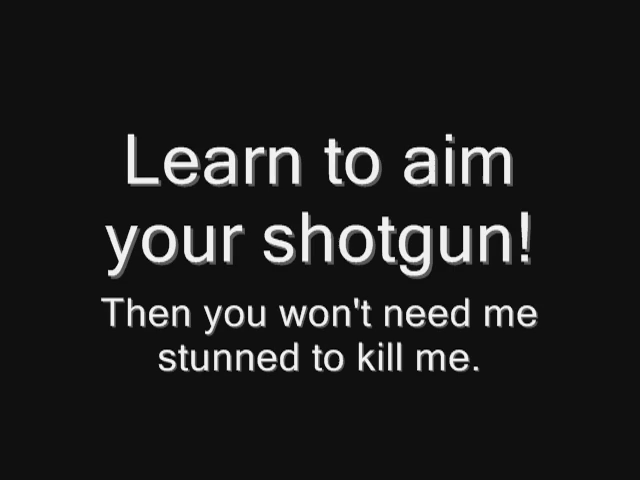 Learn to aim
your shotgun!
Then you won't need me
stunned to kill me.